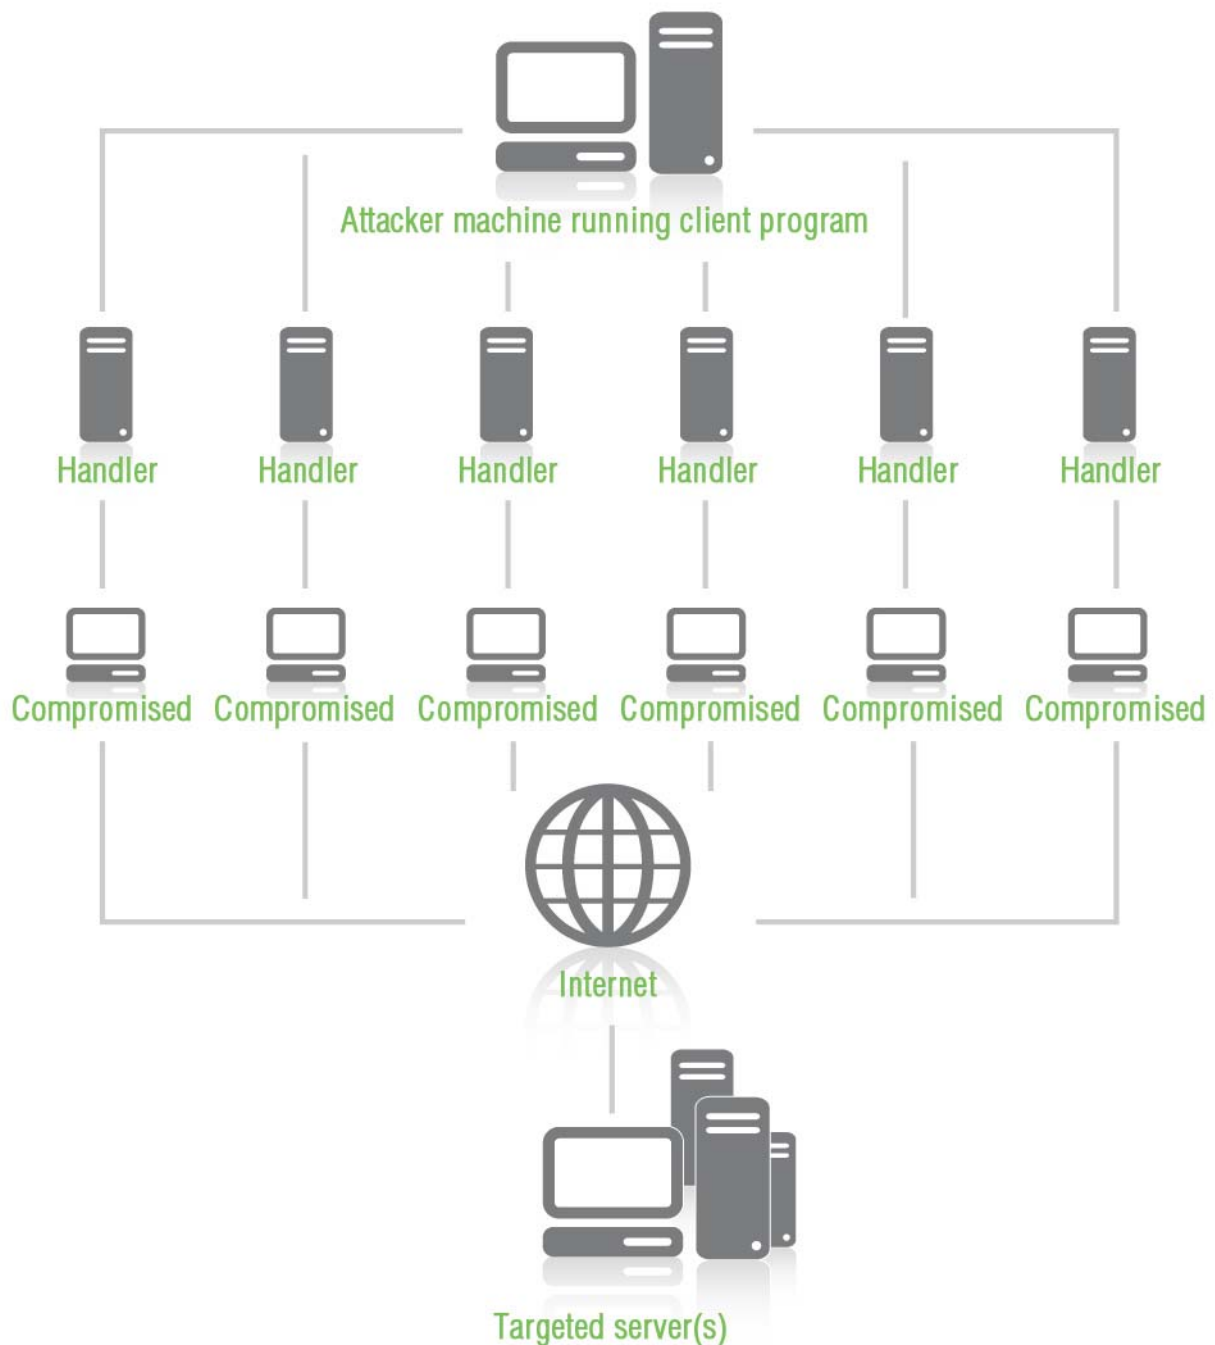 Attacker machine running client program
Handler Handler Handler Handler Handler Handler
Compromised Compromised Compromised Compromised Compromised Compromised
Internet
Targeted server(s)